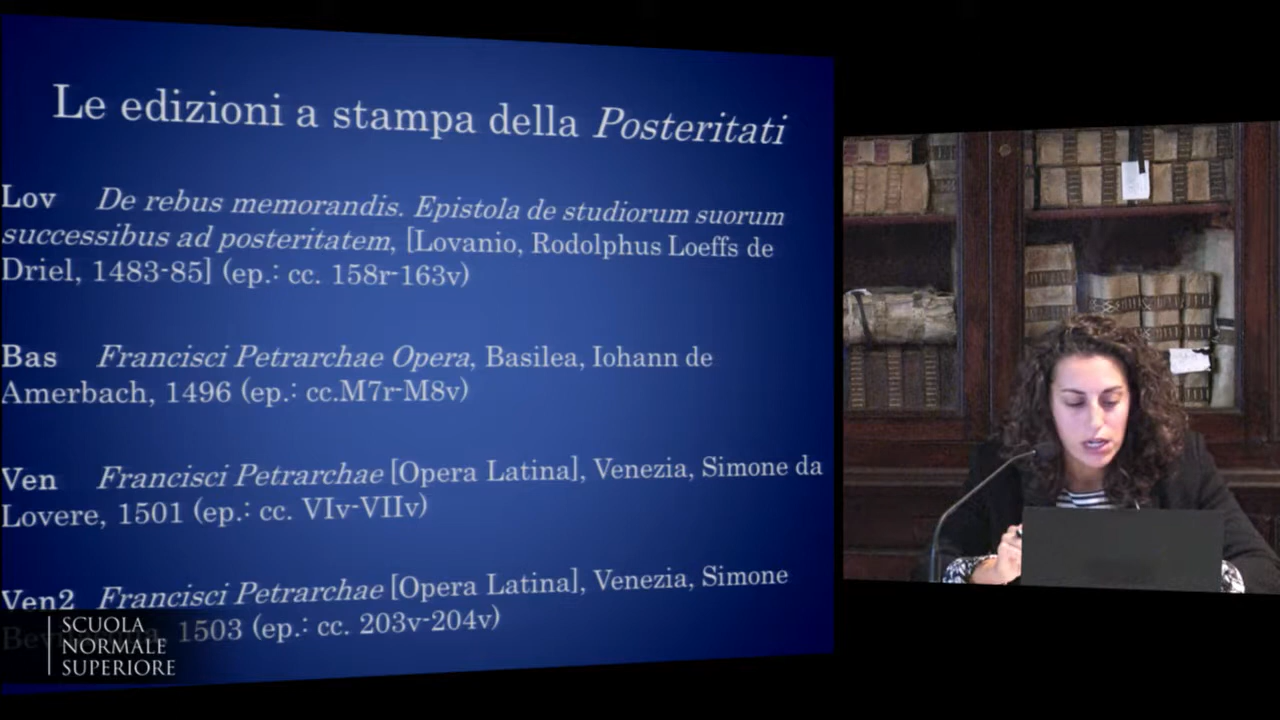 Le edizioni a stampa della Posteritati
Lov De rebus memorandis. Epistola de studiorum suorum
successibus ad posteritatem, [Lovanio, Rodolphus Loeffs de
Driel, 1483-85] (ep.: cc. 158r-163v)
Bas Francisci Petrarchae Opera, Basilea, Iohann de
Amerbach, 1496 (ep.: cc.M7r-M8v)
Ven Francisci Petrarchae [Opera Latina], Venezia, Simone da
Lovere, 1501 (ep.: cc. VIv-VIIv)
Ven2 Francisci Petrarchae [Opera Latina], Venezia, Simone
1503 (ep.: cc. 203v-204v)
SCUOLA
NORMALE
SUPERIORE